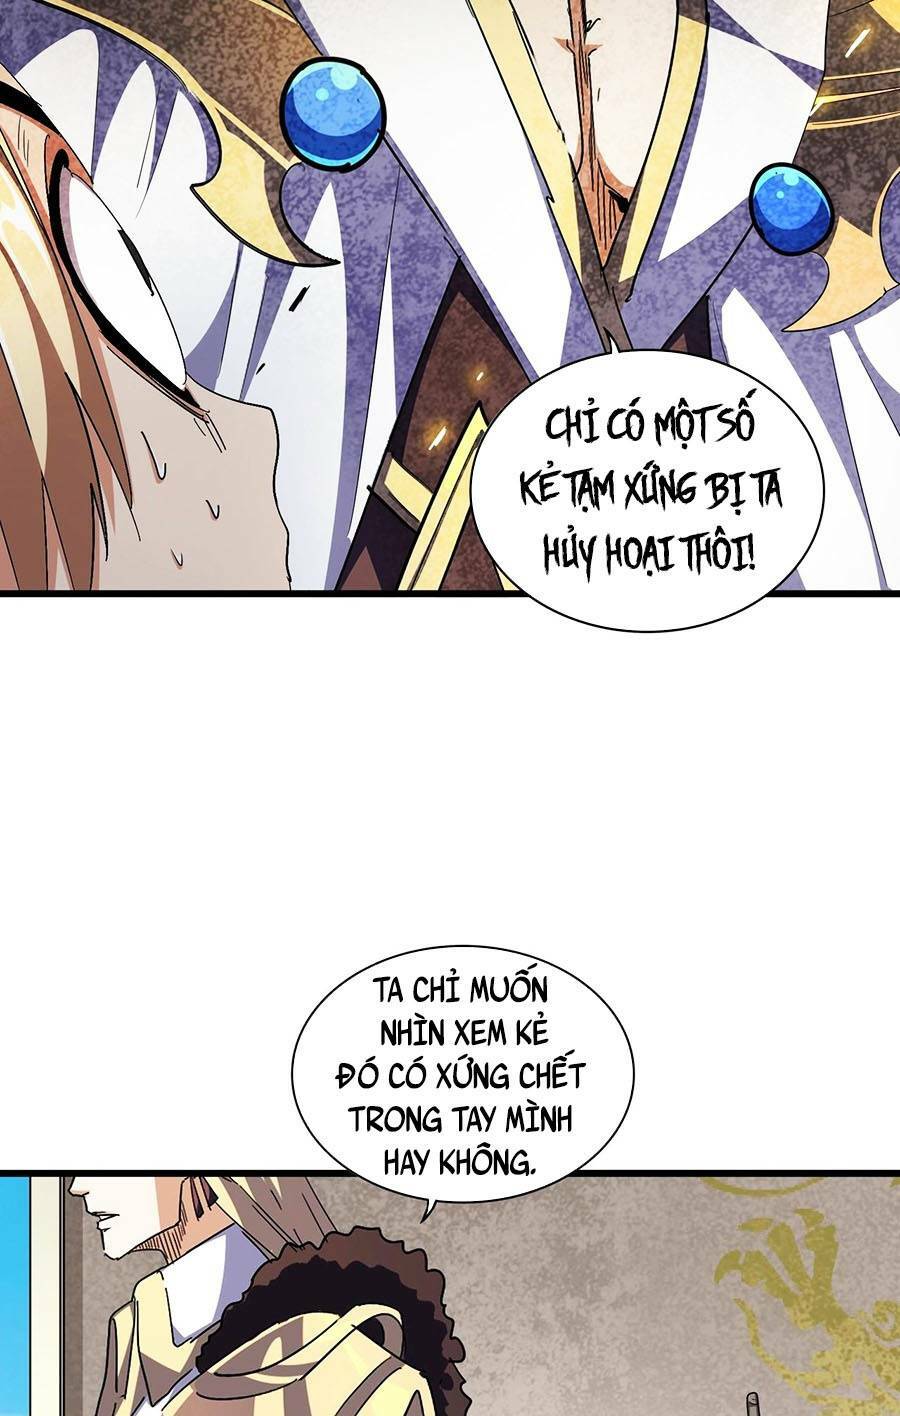 CHỈ CÓ MỘT SỐ
KẺ TẠM XỨNG BỊ TA
HỦY HOẠI THÔI!
TA CHỈ MUỐN
NHÌN XEM KẺ
ĐÓ CÓ XỨNG CHẾT
TRONG TAY MÌNH
HAY KHÔNG.